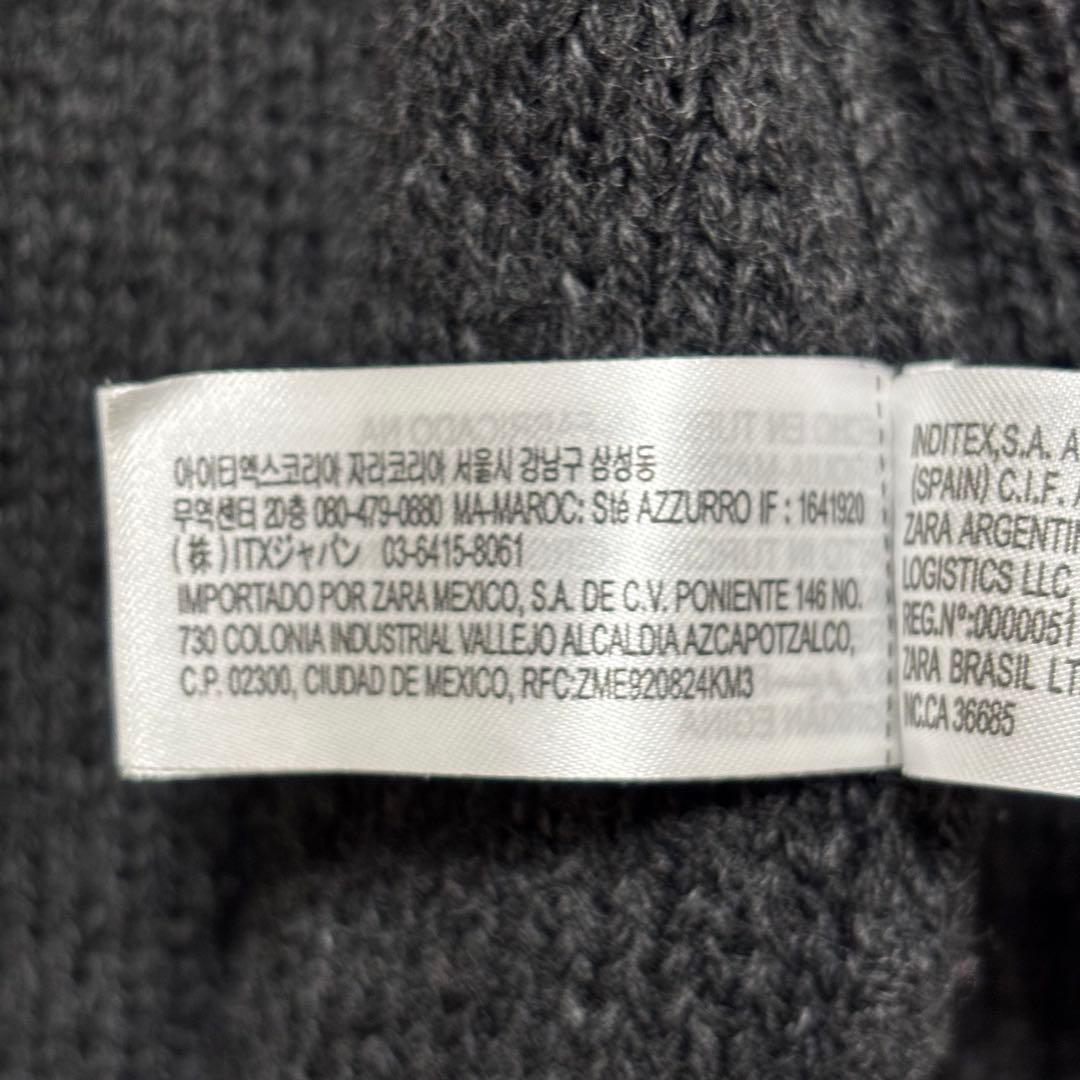 아이티엑스코리아 자라코리아 서울시 강남구 삼성동
무역센터 20층 080-479-0880 MA-MAROC: Sté AZZURRO IF : 1641920
(株) ITXジャパン 03-6415-8061
IMPORTADO POR ZARA MEXICO, S.A. DE C.V. PONIENTE 146 NO.
730 COLONIA INDUSTRIAL VALLEJO ALCALDIA AZCAPOTZALCO,
C.P. 02300, CIUDAD DE MEXICO, RFC:ZME920824KM3
INDITEX,S.A. A
(SPAIN) C.I.F.
ZARA ARGENTIN
LOGISTICS LLC
REG.Nº:0000051
ZARA BRASIL LT
NC.CA 36685